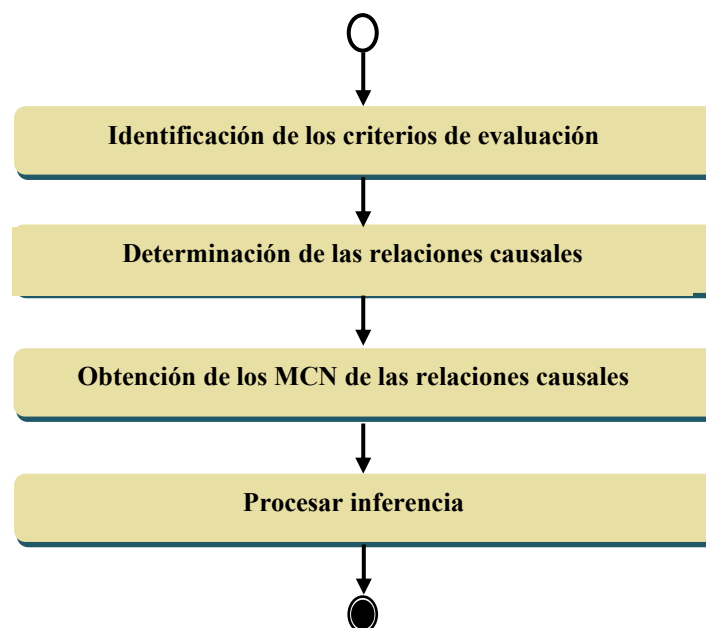 Identificación de los criterios de evaluación
Determinación de las relaciones causales
Obtención de los MCN de las relaciones causales
Procesar inferencia